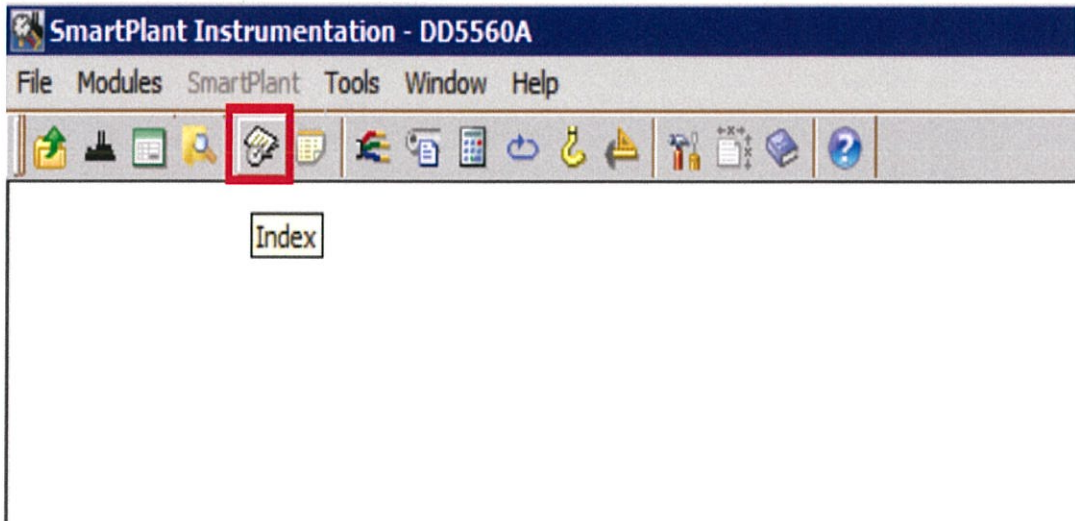 SmartPlant Instrumentation - DD5560A
File Modules SmartPlant Tools Window Help
Index